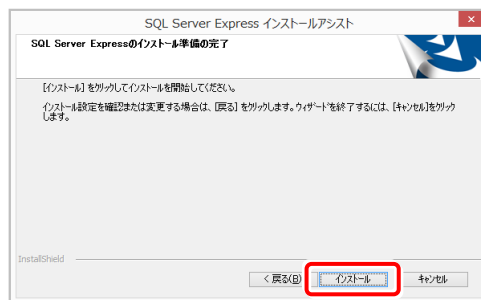 SQL Server Express インストールアシスト
SQL Server Expressのインストール準備の完了
[インストール] をクリックしてインストールを開始してください。
インストール設定を確認または変更する場合は、[戻る] をクリックします。ウィザードを終了するには、[キャンセル]をクリック
します。
InstallShield
< 戻る(B)
インストール
キャンセル